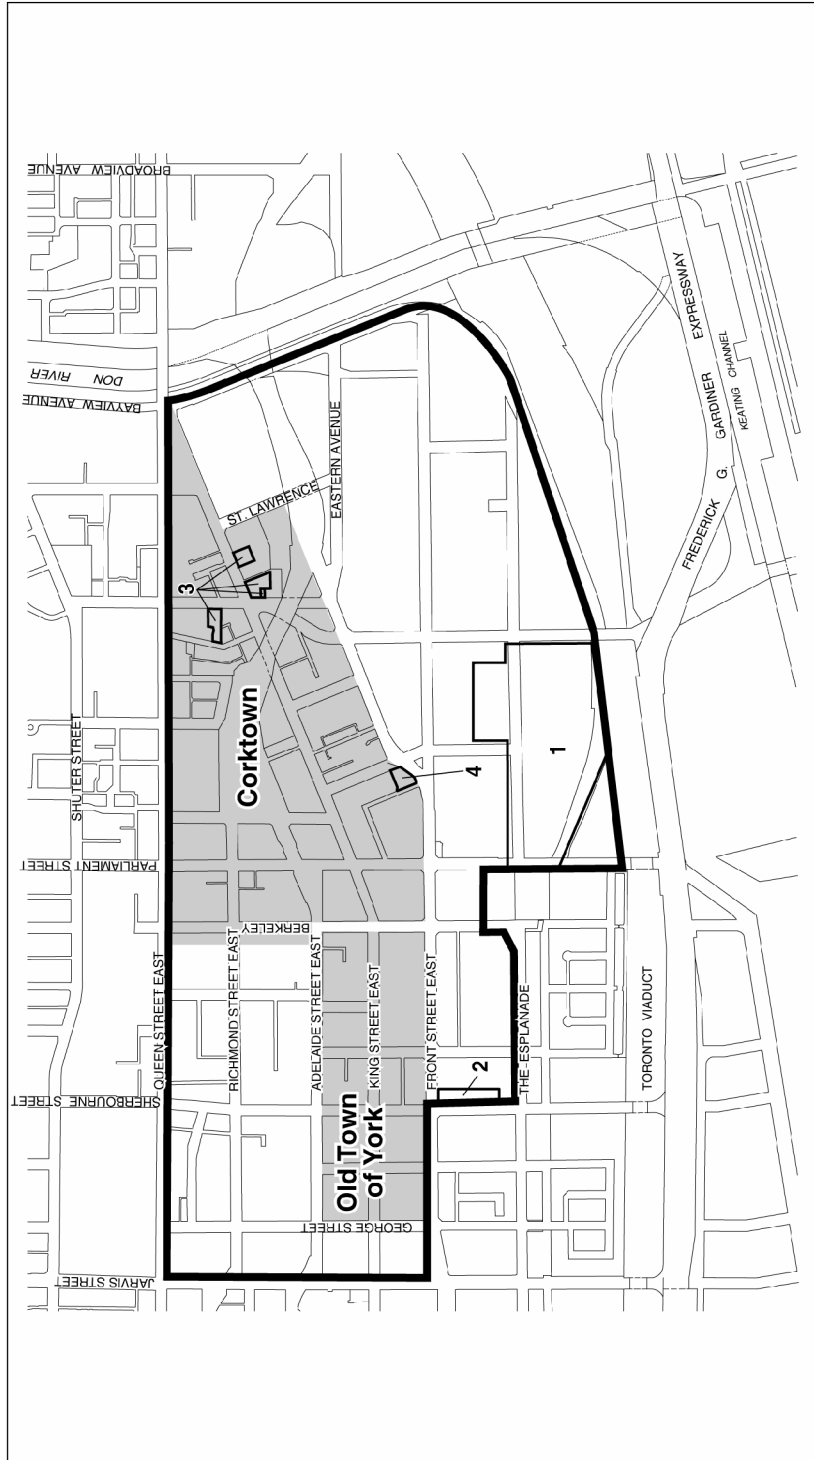 BROADVIEW AVENUE
DON RIVER
BAYVIEW AVENUE
SHUTER STREET
PARLIAMENT STREET
SHERBOURNE STREET
JARVIS STREET
QUEEN STREET EAST
RICHMOND STREET EAST
BERKELEY
ADELAIDE STREET EAST
KING STREET EAST
FRONT STREET EAST
GEORGE STREET
THE ESPLANADE
TORONTO VIADUCT
ST. LAWRENCE
EASTERN AVENUE
FREDERICK G. GARDINER EXPRESSWAY
KEATING CHANNEL
Corktown
Old Town
of York
1
2
3
4